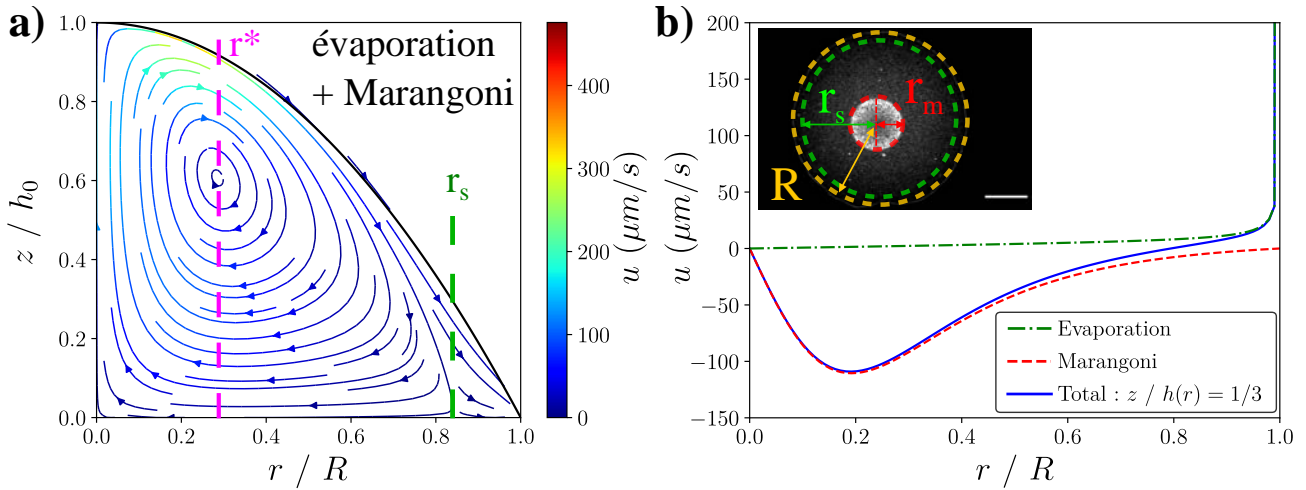 a)
1.0
0.8
0.6
0.4
0.2
0.0
z / h0
r*
évaporation
+ Marangoni
rs
0.0
0.2
0.4
0.6
0.8
1.0
r / R
400
300
200
100
0
u (μm/s)
b)
200
150
100
50
0
−50
−100
−150
u (μm/s)
rs
rm
R
Evaporation
Marangoni
Total : z / h(r) = 1/3
0.0
0.2
0.4
0.6
0.8
1.0
r / R